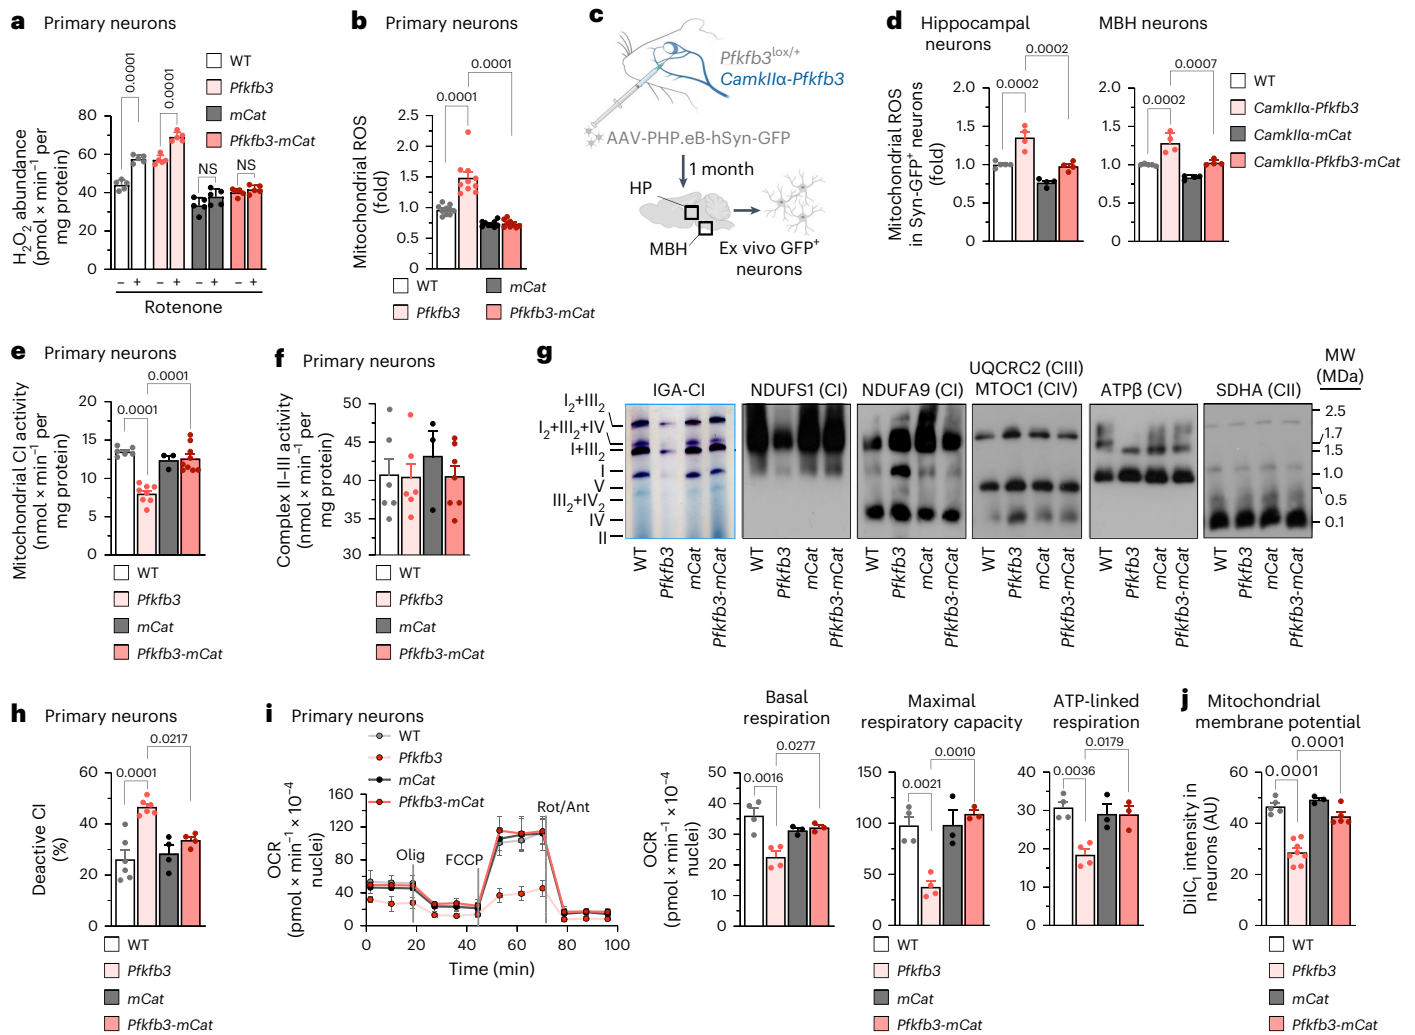 a Primary neurons
0.0001
0.0001
NS
NS
WT
Pfkfb3
mCat
Pfkfb3-mCat
H2O2 abundance
(pmol × min−1 per
mg protein)
80
60
40
20
0
– + – + – + – +
Rotenone
b Primary neurons
0.0001
0.0001
Mitochondrial ROS
(fold)
2.5
2.0
1.5
1.0
0.5
0
WT
Pfkfb3
mCat
Pfkfb3-mCat
c
Pfkfb3lox/+
CamkIIα-Pfkfb3
AAV-PHP.eB-hSyn-GFP
1 month
HP
MBH
Ex vivo GFP+
neurons
d Hippocampal
neurons
0.0002
0.0002
Mitochondrial ROS
in Syn-GFP+ neurons
(fold)
2.0
1.5
1.0
0.5
0
MBH neurons
0.0007
0.0002
2.0
1.5
1.0
0.5
0
WT
CamkIIα-Pfkfb3
CamkIIα-mCat
CamkIIα-Pfkfb3-mCat
e Primary neurons
0.0001
0.0001
Mitochondrial CI activity
(nmol × min−1 per
mg protein)
20
15
10
5
0
WT
Pfkfb3
mCat
Pfkfb3-mCat
f Primary neurons
Complex II–III activity
(nmol × min−1 per
mg protein)
50
45
40
35
30
WT
Pfkfb3
mCat
Pfkfb3-mCat
g
IGA-CI
NDUFS1 (CI)
NDUFA9 (CI)
UQCRC2 (CIII)
MTOC1 (CIV)
ATPβ (CV)
SDHA (CII)
MW
(MDa)
I2+III2
I2+III2+IV
I+III2
I
V
III2+IV2
IV
II
2.5
1.7
1.5
1.0
0.5
0.1
WT Pfkfb3 mCat Pfkfb3-mCat
WT Pfkfb3 mCat Pfkfb3-mCat
WT Pfkfb3 mCat Pfkfb3-mCat
WT Pfkfb3 mCat Pfkfb3-mCat
WT Pfkfb3 mCat Pfkfb3-mCat
WT Pfkfb3 mCat Pfkfb3-mCat
h Primary neurons
0.0217
0.0001
Deactive CI
(%)
60
40
20
0
WT
Pfkfb3
mCat
Pfkfb3-mCat
i Primary neurons
WT
Pfkfb3
mCat
Pfkfb3-mCat
Olig
FCCP
Rot/Ant
OCR
(pmol × min−1 × 10−4
nuclei)
160
120
80
40
0
0 20 40 60 80 100
Time (min)
Basal
respiration
0.0277
0.0016
OCR
(pmol × min−1 × 10−4
nuclei)
50
40
30
20
10
0
Maximal
respiratory capacity
0.0010
0.0021
150
100
50
0
WT
Pfkfb3
mCat
Pfkfb3-mCat
ATP-linked
respiration
0.0179
0.0036
40
30
20
10
0
j Mitochondrial
membrane potential
0.0001
0.0001
DiIC1 intensity in
neurons (AU)
60
40
20
0
WT
Pfkfb3
mCat
Pfkfb3-mCat